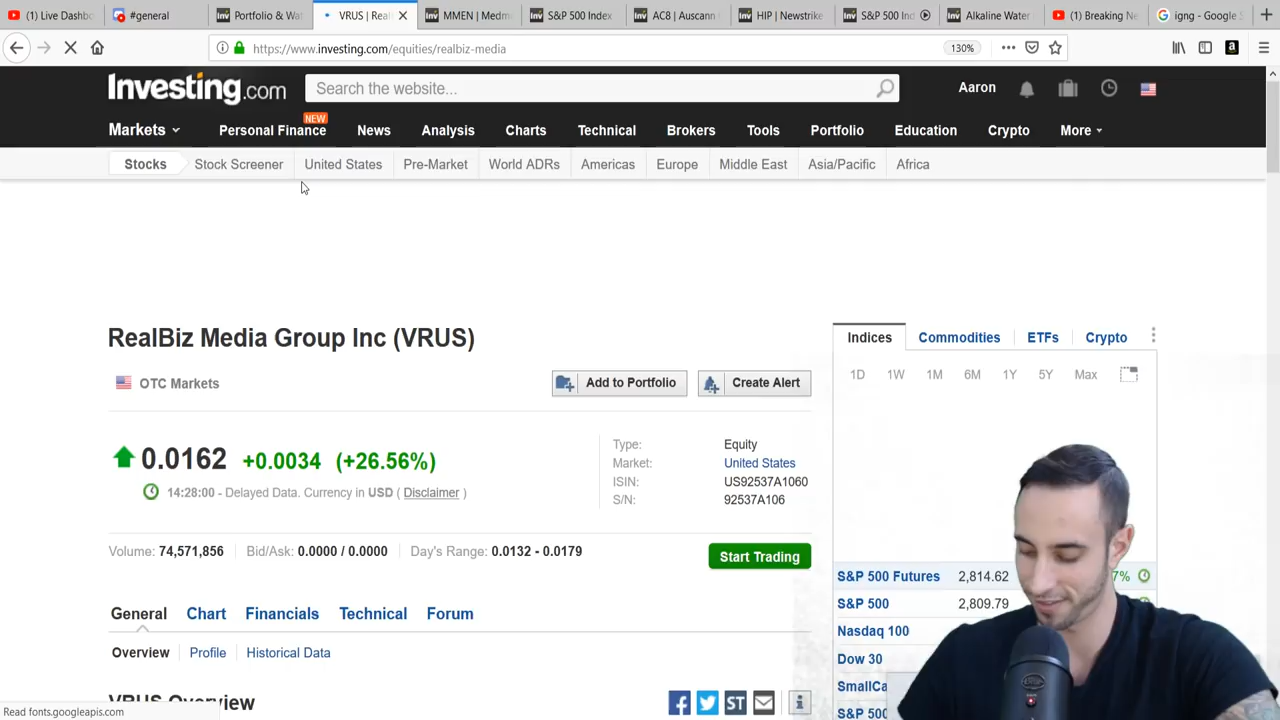 (1) Live Dashbo
#general
Portfolio & Wa
VRUS | Real
MMEN | Medm
S&P 500 Index
AC8 | Auscann
HIP | Newstrike
S&P 500 Ind
Alkaline Water
(1) Breaking Ne
igng - Google S
https://www.investing.com/equities/realbiz-media
130%
Investing.com
Search the website...
Aaron
NEW
Markets
Personal Finance
News
Analysis
Charts
Technical
Brokers
Tools
Portfolio
Education
Crypto
More
Stocks
Stock Screener
United States
Pre-Market
World ADRs
Americas
Europe
Middle East
Asia/Pacific
Africa
RealBiz Media Group Inc (VRUS)
OTC Markets
Add to Portfolio
Create Alert
0.0162 +0.0034 (+26.56%)
14:28:00 - Delayed Data. Currency in USD ( Disclaimer )
Type: Equity
Market: United States
ISIN: US92537A1060
S/N: 92537A106
Volume: 74,571,856
Bid/Ask: 0.0000 / 0.0000
Day's Range: 0.0132 - 0.0179
Start Trading
General
Chart
Financials
Technical
Forum
Overview
Profile
Historical Data
VRUS Overview
ST
Indices
Commodities
ETFs
Crypto
1D
1W
1M
6M
1Y
5Y
Max
S&P 500 Futures 2,814.62 7%
S&P 500 2,809.79
Nasdaq 100
Dow 30
SmallCa
S&P 500
Read fonts.googleapis.com